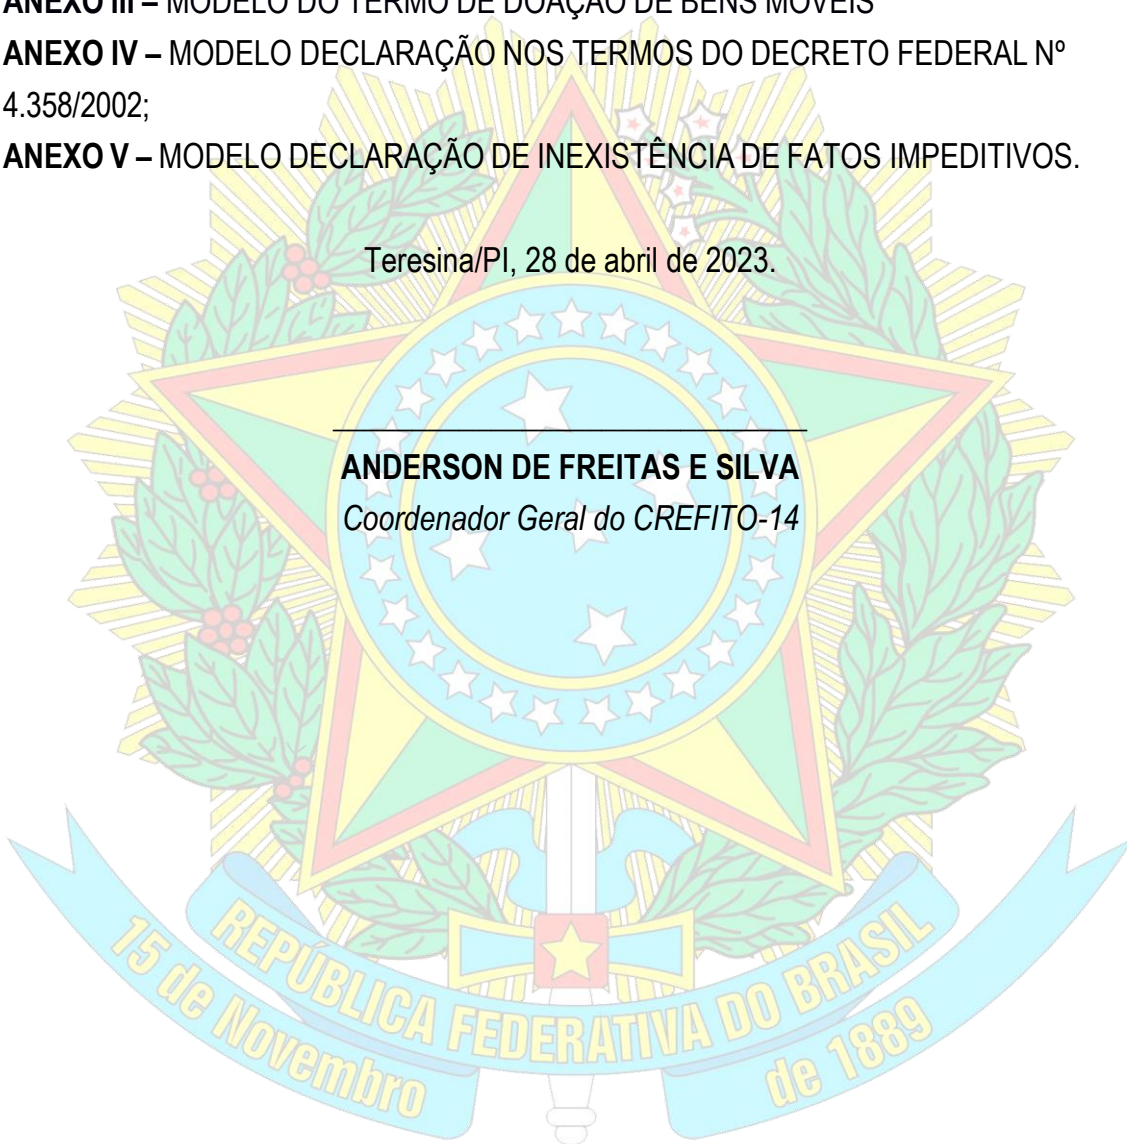 ANEXO III – MODELO DO TERMO DE DOAÇÃO DE BENS MÓVEIS
ANEXO IV – MODELO DECLARAÇÃO NOS TERMOS DO DECRETO FEDERAL Nº
4.358/2002;
ANEXO V – MODELO DECLARAÇÃO DE INEXISTÊNCIA DE FATOS IMPEDITIVOS.
Teresina/PI, 28 de abril de 2023.
ANDERSON DE FREITAS E SILVA
Coordenador Geral do CREFITO-14
REPÚBLICA FEDERATIVA DO BRASIL
15 de Novembro de 1889